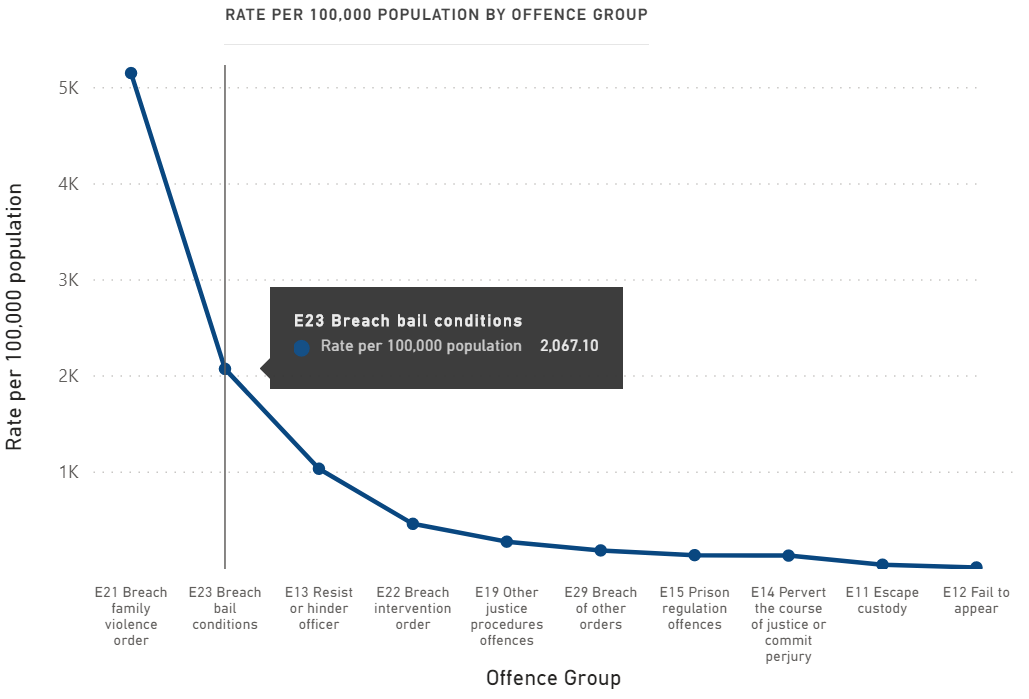 RATE PER 100,000 POPULATION BY OFFENCE GROUP
Rate per 100,000 population
5K
4K
3K
2K
1K
E23 Breach bail conditions
Rate per 100,000 population 2,067.10
E21 Breach
family
violence
order
E23 Breach
bail
conditions
E13 Resist
or hinder
officer
E22 Breach
intervention
order
E19 Other
justice
procedures
offences
E29 Breach
of other
orders
E15 Prison
regulation
offences
E14 Pervert
the course
of justice or
commit
perjury
E11 Escape
custody
E12 Fail to
appear
Offence Group